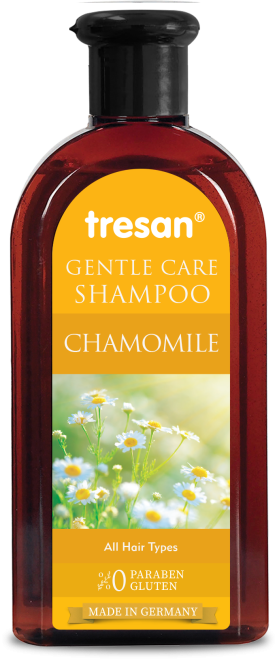 tresan®
GENTLE CARE
SHAMPOO
CHAMOMILE
All Hair Types
0 PARABEN
GLUTEN
MADE IN GERMANY